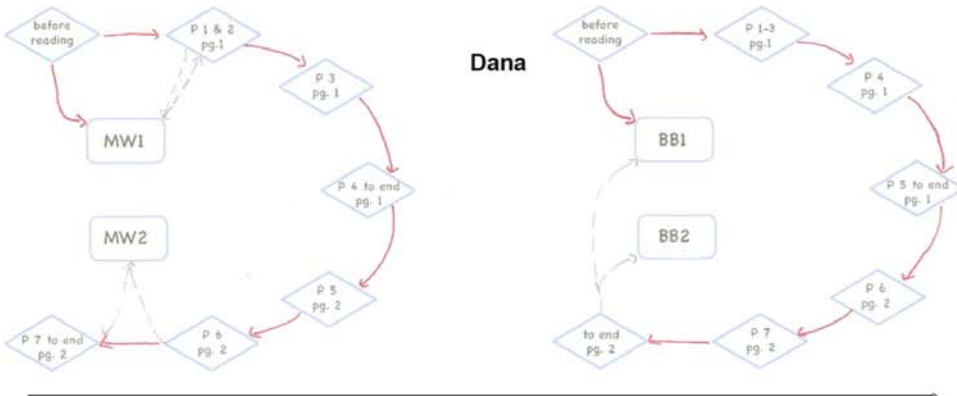 before
reading
P 1 & 2
pg.1
P 3
pg. 1
P 4 to end
pg. 1
P 5
pg. 2
P 6
pg. 2
P 7 to end
pg. 2
MW1
MW2
Dana
before
reading
P 1-3
pg.1
P 4
pg. 1
P 5 to end
pg. 1
P 6
pg. 2
P 7
pg. 2
to end
pg. 2
BB1
BB2